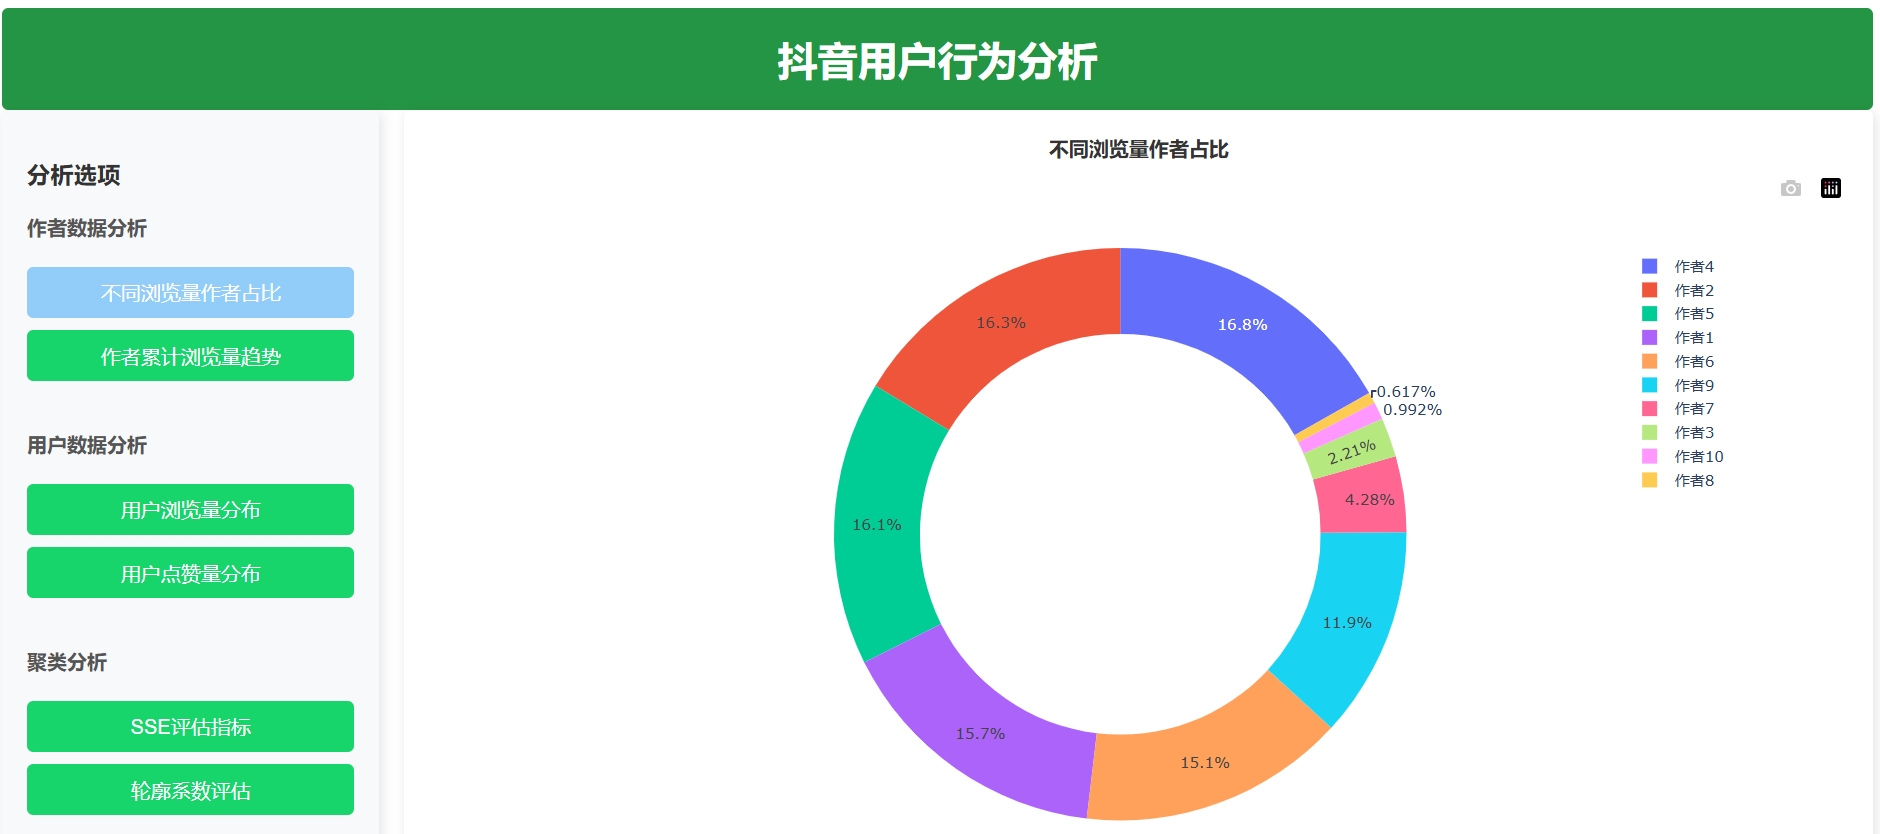 抖音用户行为分析
分析选项
作者数据分析
不同浏览量作者占比
作者累计浏览量趋势
用户数据分析
用户浏览量分布
用户点赞量分布
聚类分析
SSE评估指标
轮廓系数评估
不同浏览量作者占比
16.8%
0.617%
0.992%
2.21%
4.28%
11.9%
15.1%
15.7%
16.1%
16.3%
作者4
作者2
作者5
作者1
作者6
作者9
作者7
作者3
作者10
作者8